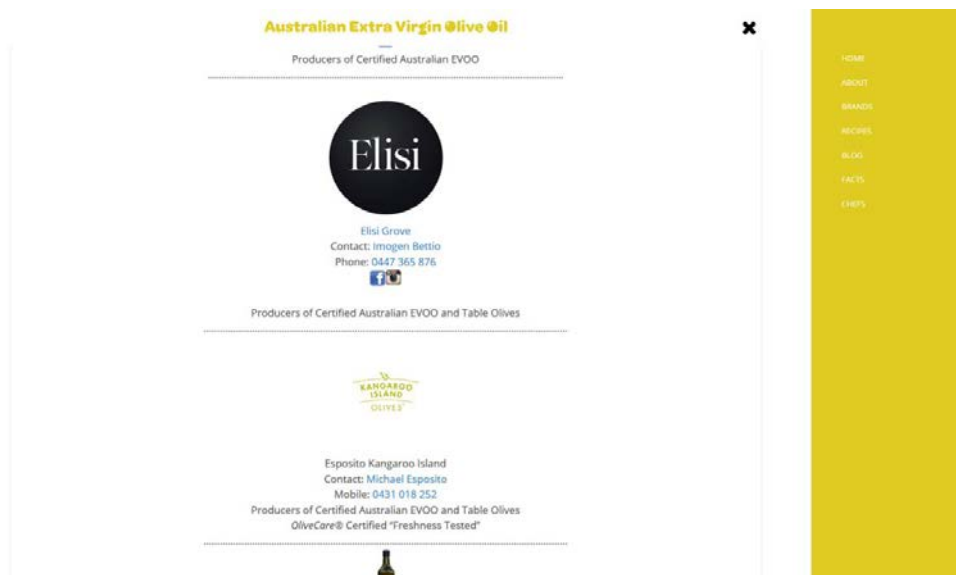 Australian Extra Virgin Olive Oil
Producers of Certified Australian EVOO
Elisi
Elisi Grove
Contact: Imogen Bettio
Phone: 0447 365 876
Producers of Certified Australian EVOO and Table Olives
KANGAROO
ISLAND
OLIVES
Esposito Kangaroo Island
Contact: Michael Esposito
Mobile: 0431 018 252
Producers of Certified Australian EVOO and Table Olives
OliveCare® Certified “Freshness Tested”
HOME
ABOUT
BRANDS
RECIPES
BLOG
FACTS
CHEFS